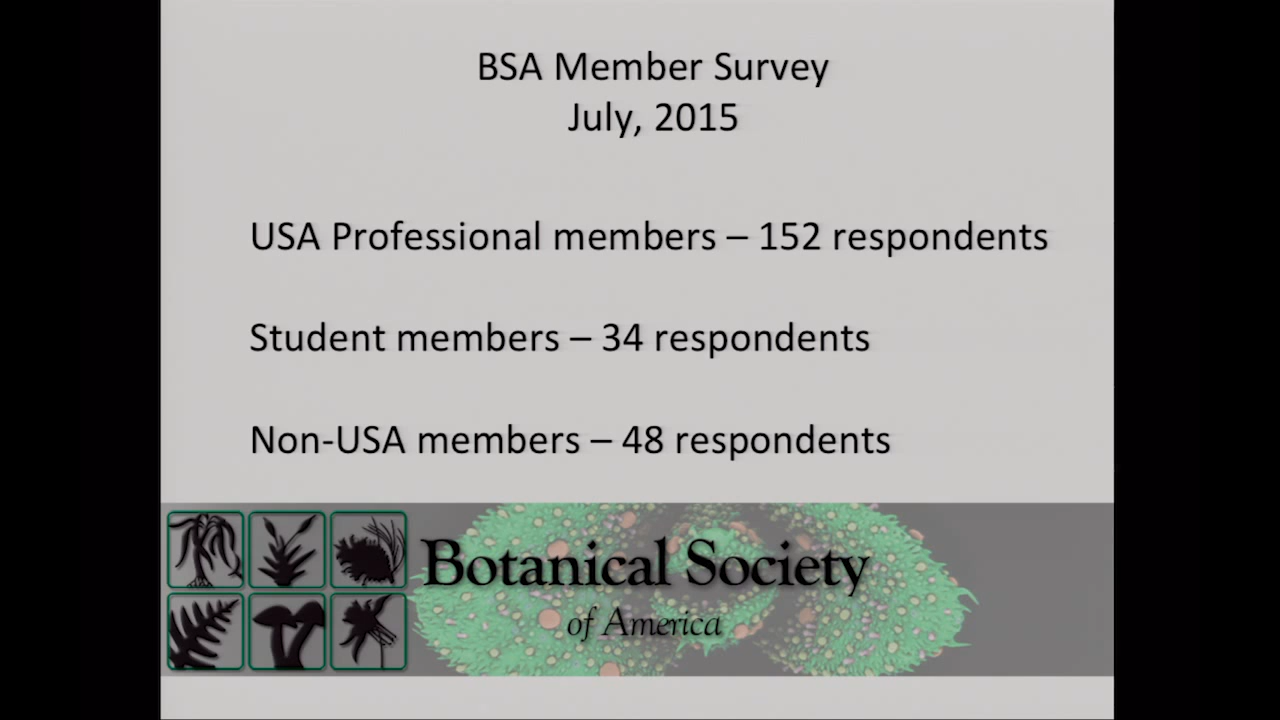 BSA Member Survey
July, 2015
USA Professional members – 152 respondents
Student members – 34 respondents
Non-USA members – 48 respondents
Botanical Society
of America